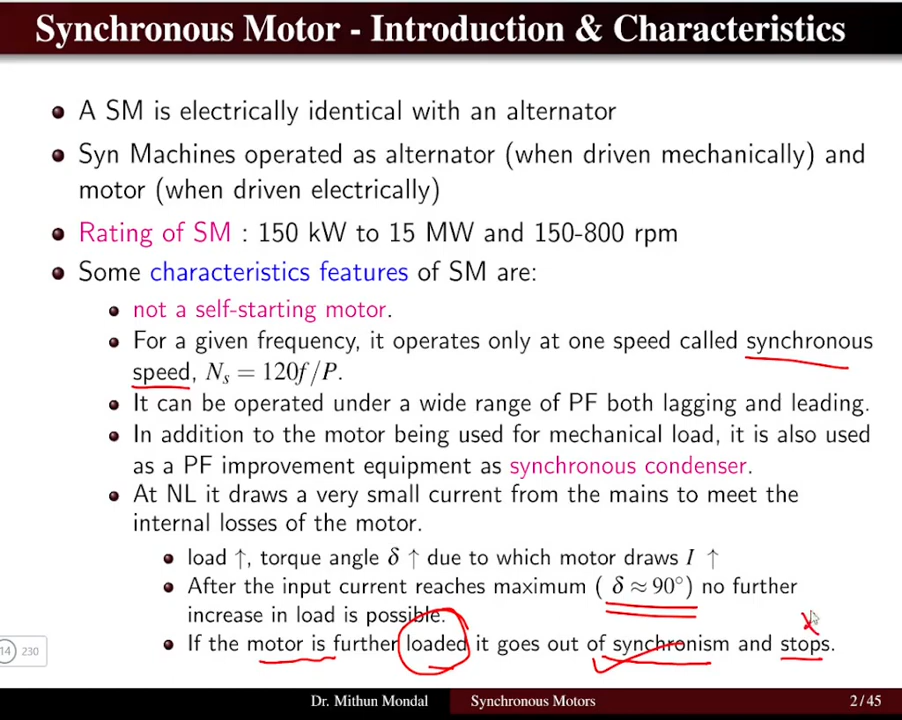 Synchronous Motor - Introduction & Characteristics
A SM is electrically identical with an alternator
Syn Machines operated as alternator (when driven mechanically) and
motor (when driven electrically)
Rating of SM : 150 kW to 15 MW and 150-800 rpm
Some characteristics features of SM are:
not a self-starting motor.
For a given frequency, it operates only at one speed called synchronous
speed, Nₛ = 120f/P.
It can be operated under a wide range of PF both lagging and leading.
In addition to the motor being used for mechanical load, it is also used
as a PF improvement equipment as synchronous condenser.
At NL it draws a very small current from the mains to meet the
internal losses of the motor.
load ↑, torque angle δ ↑ due to which motor draws I ↑
After the input current reaches maximum ( δ ≈ 90°) no further
increase in load is possible.
If the motor is further loaded it goes out of synchronism and stops.
14 230
Dr. Mithun Mondal Synchronous Motors 2/45